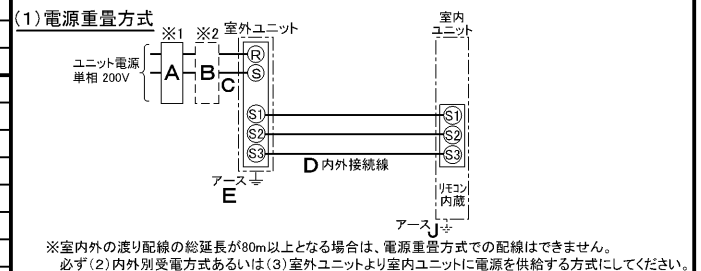 (1)電源重畳方式
※1 ※2 室外ユニット
室内
ユニット
ユニット電源
単相 200V
A B C
R
S
S1 S1
S2 S2
S3 S3
D 内外接続線
アース
E
リモコン
内蔵
アース J
※室内外の渡り配線の総延長が80m以上となる場合は、電源重畳方式での配線はできません。
必ず(2)内外別受電方式あるいは(3)室外ユニットより室内ユニットに電源を供給する方式にしてください。